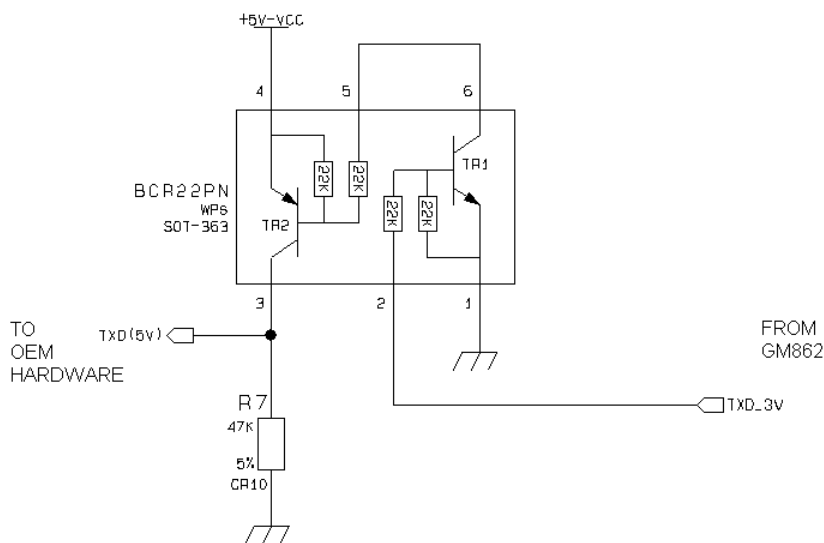 +5V-VCC
4
5
6
TR1
22K
22K
22K
22K
BCR22PN
WPs
SOT-363
TR2
3
2
1
TO
OEM
HARDWARE
TXD(5V)
FROM
GM862
R7
47K
5%
CR10
TXD_3V